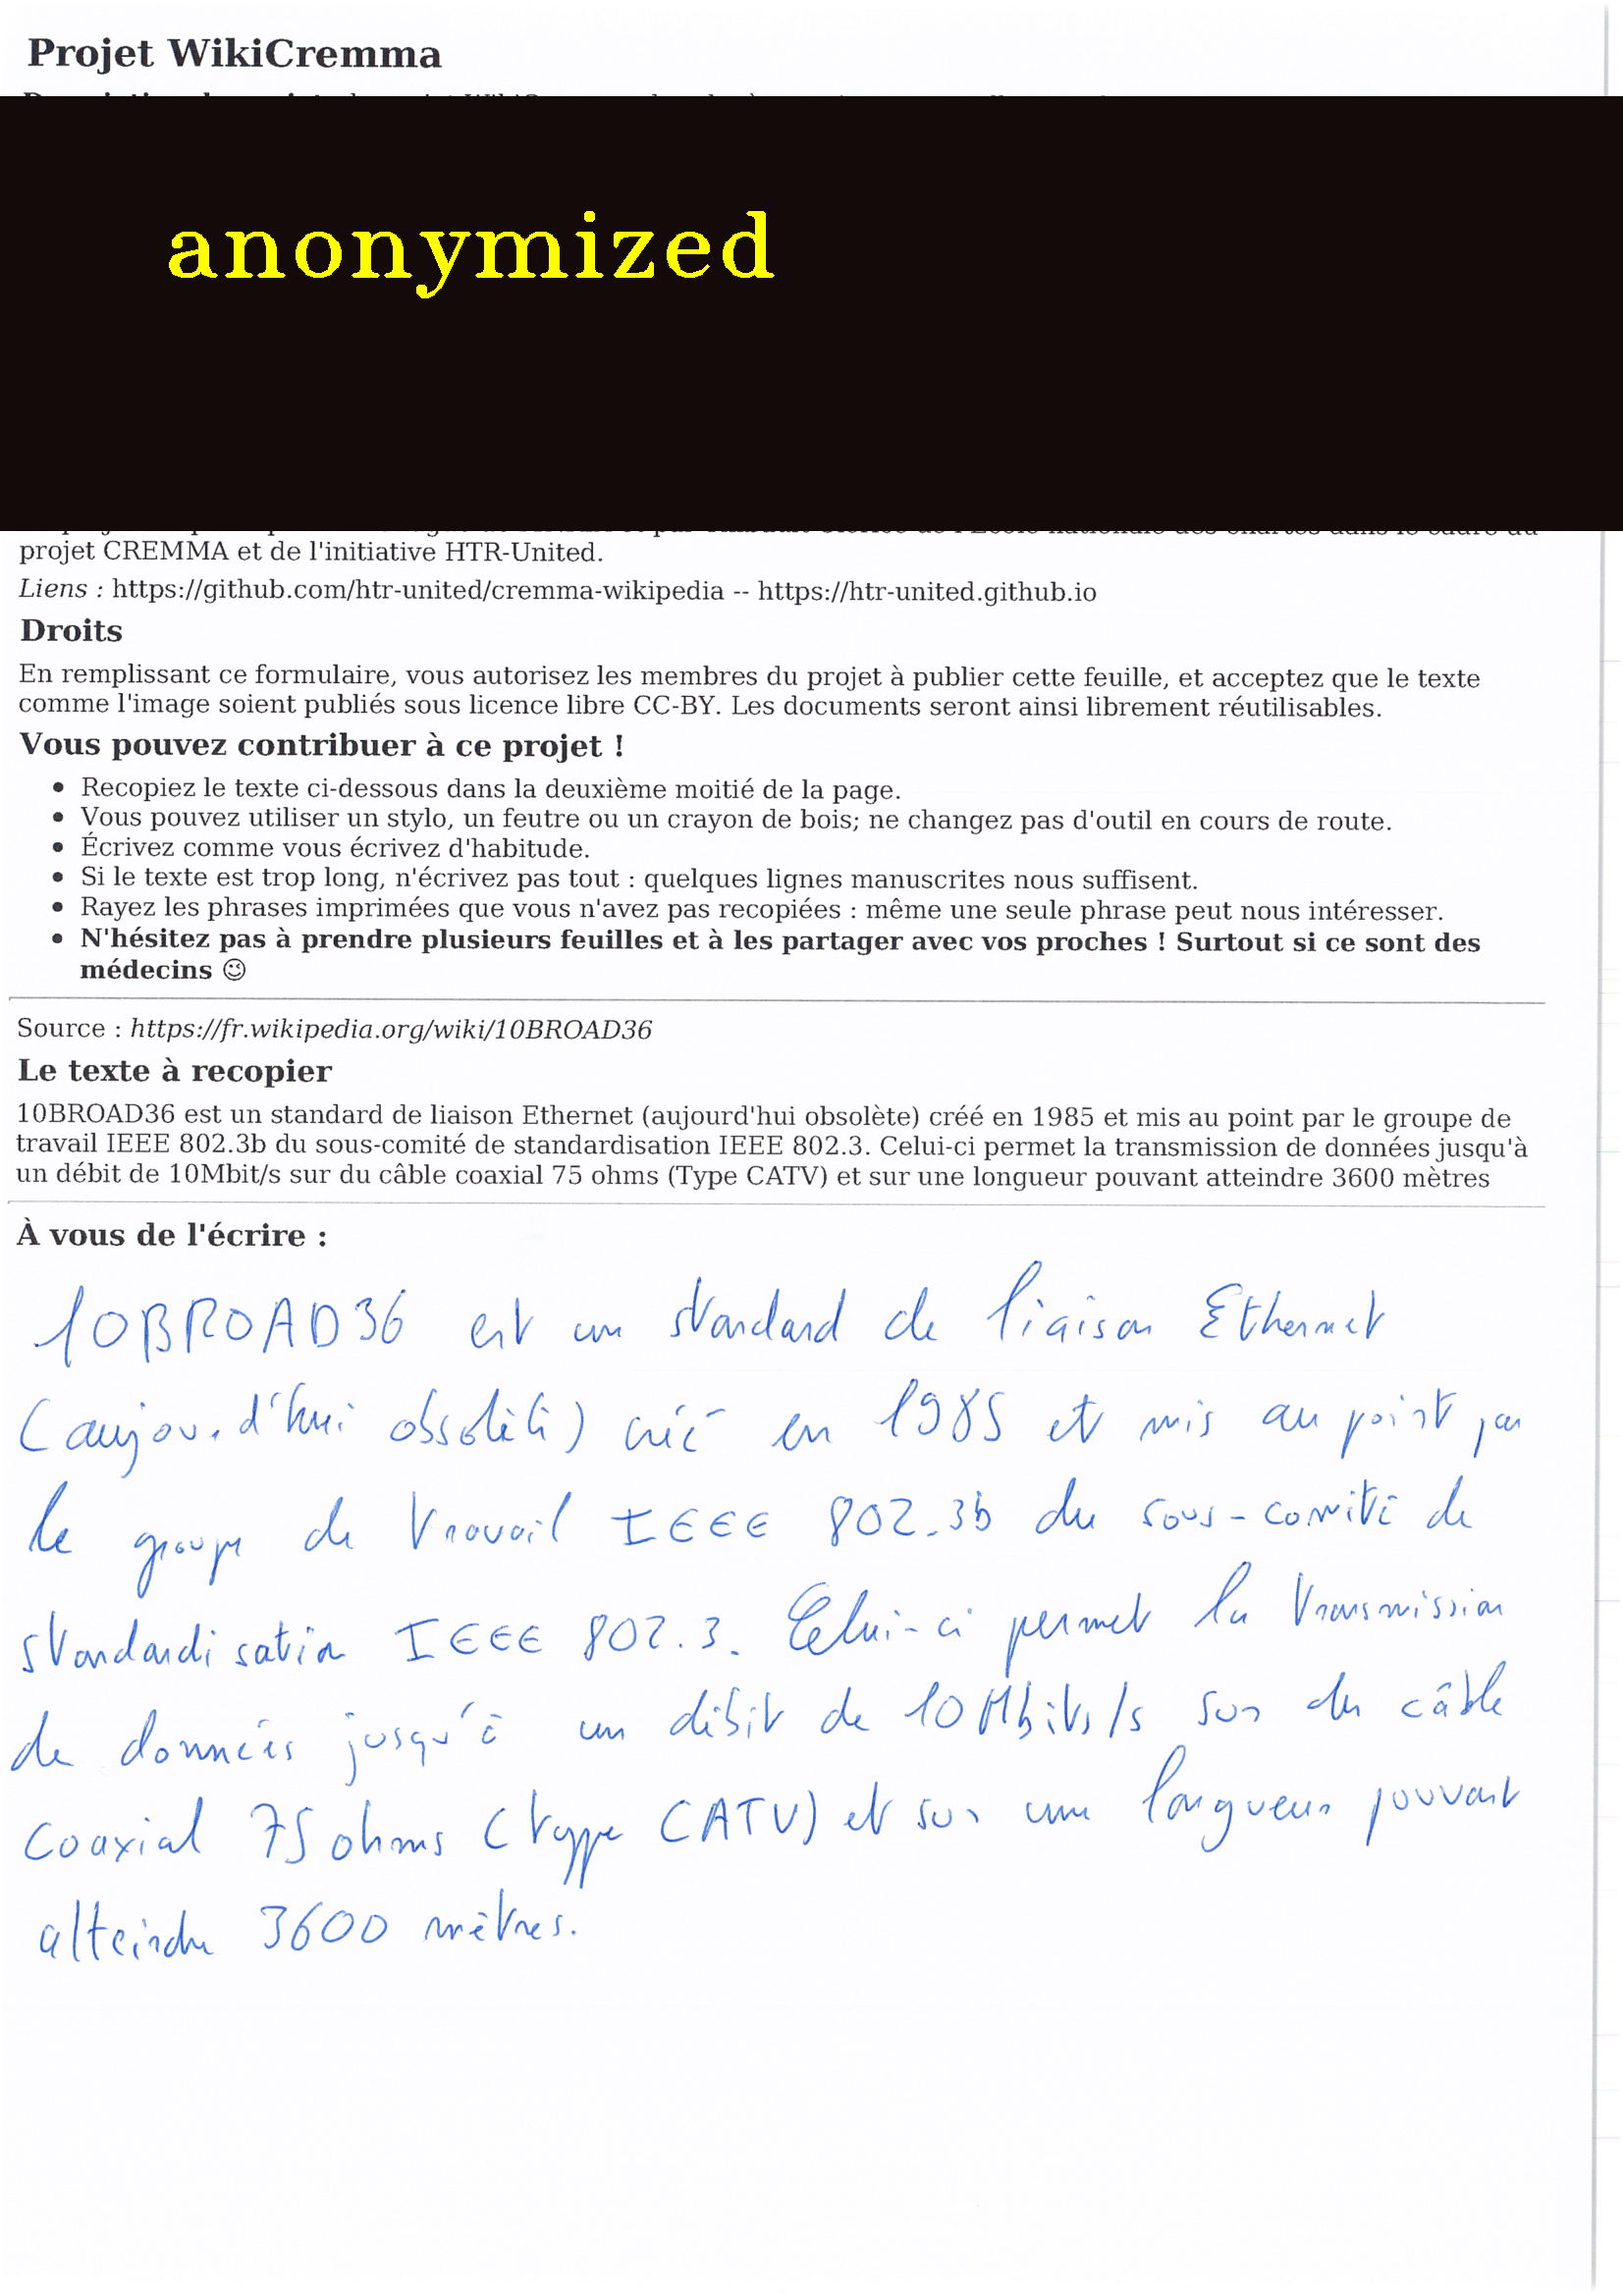 Projet WikiCremma
anonymized
projet CREMMA et de l'initiative HTR-United.
Liens : https://github.com/htr-united/cremma-wikipedia -- https://htr-united.github.io
Droits
En remplissant ce formulaire, vous autorisez les membres du projet à publier cette feuille, et acceptez que le texte
comme l'image soient publiés sous licence libre CC-BY. Les documents seront ainsi librement réutilisables.
Vous pouvez contribuer à ce projet !
• Recopiez le texte ci-dessous dans la deuxième moitié de la page.
• Vous pouvez utiliser un stylo, un feutre ou un crayon de bois; ne changez pas d'outil en cours de route.
• Écrivez comme vous écrivez d'habitude.
• Si le texte est trop long, n'écrivez pas tout : quelques lignes manuscrites nous suffisent.
• Rayez les phrases imprimées que vous n'avez pas recopiées : même une seule phrase peut nous intéresser.
• N'hésitez pas à prendre plusieurs feuilles et à les partager avec vos proches ! Surtout si ce sont des
médecins 😉
Source : https://fr.wikipedia.org/wiki/10BROAD36
Le texte à recopier
10BROAD36 est un standard de liaison Ethernet (aujourd'hui obsolète) créé en 1985 et mis au point par le groupe de
travail IEEE 802.3b du sous-comité de standardisation IEEE 802.3. Celui-ci permet la transmission de données jusqu'à
un débit de 10Mbit/s sur du câble coaxial 75 ohms (Type CATV) et sur une longueur pouvant atteindre 3600 mètres
À vous de l'écrire :
10BROAD36 est un standard de liaison Ethernet
(aujourd'hui obsolète) créé en 1985 et mis au point par
le groupe de travail IEEE 802.3b du sous-comité de
standardisation IEEE 802.3. Celui-ci permet la transmission
de données jusqu'à un débit de 10Mbits/s sur du câble
coaxial 75 ohms (type CATV) et sur une longueur pouvant
atteindre 3600 mètres.